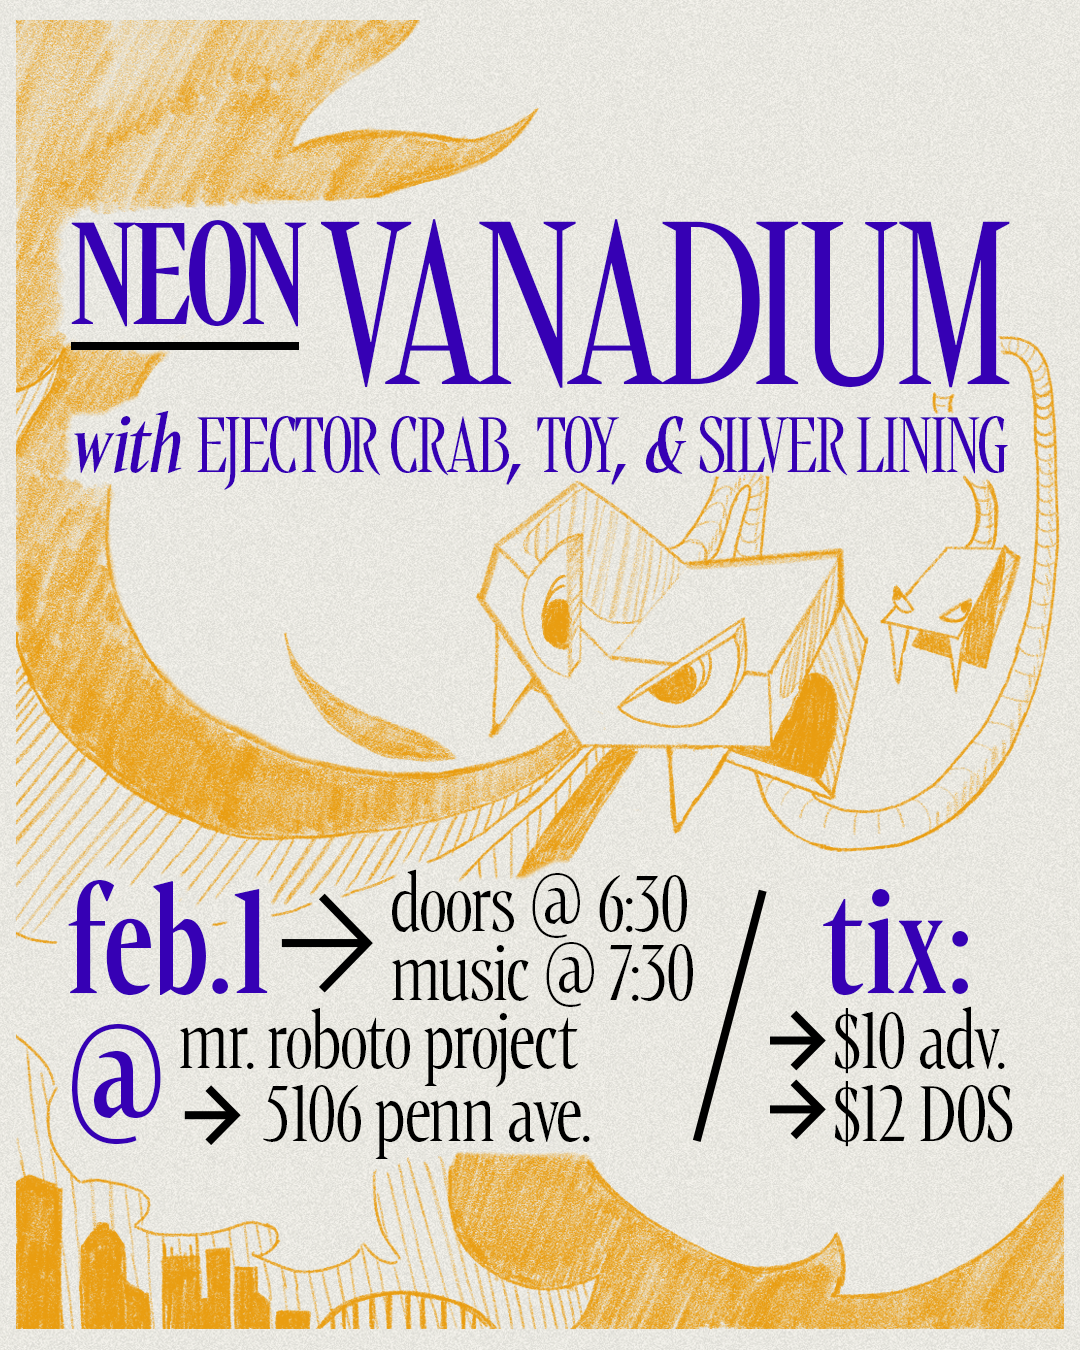 NEON VANADIUM
with EJECTOR CRAB, TOY, & SILVER LINING
feb.1 → doors @ 6:30
music @ 7:30
@ mr. roboto project
→ 5106 penn ave.
/
tix:
→ $10 adv.
→ $12 DOS